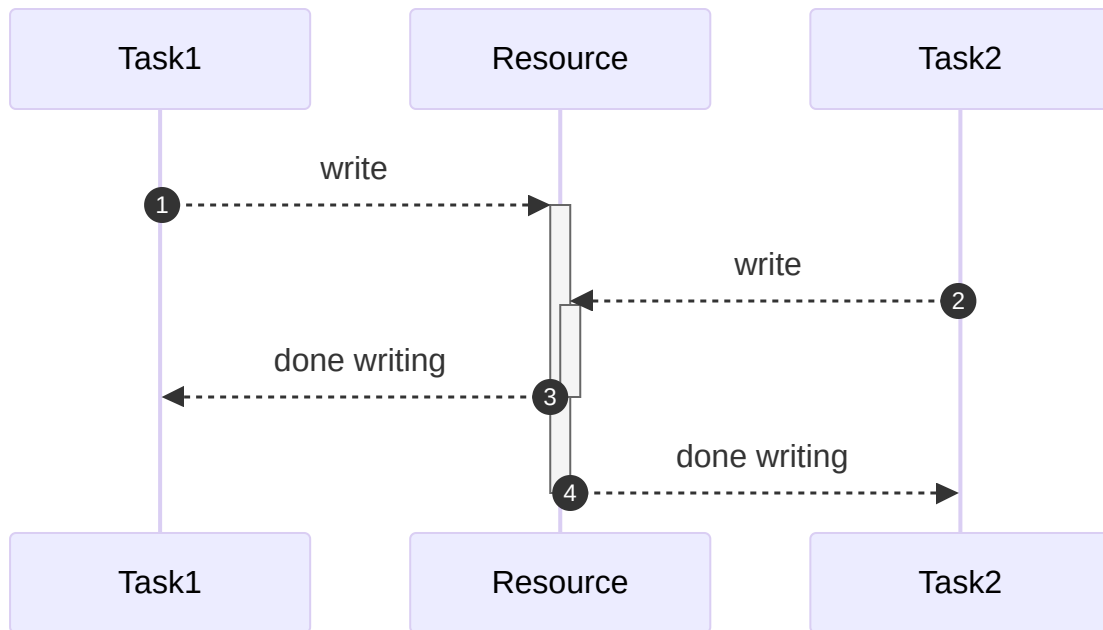 Task1 Resource Task2
write
1
write
2
done writing
3
done writing
4
Task1 Resource Task2